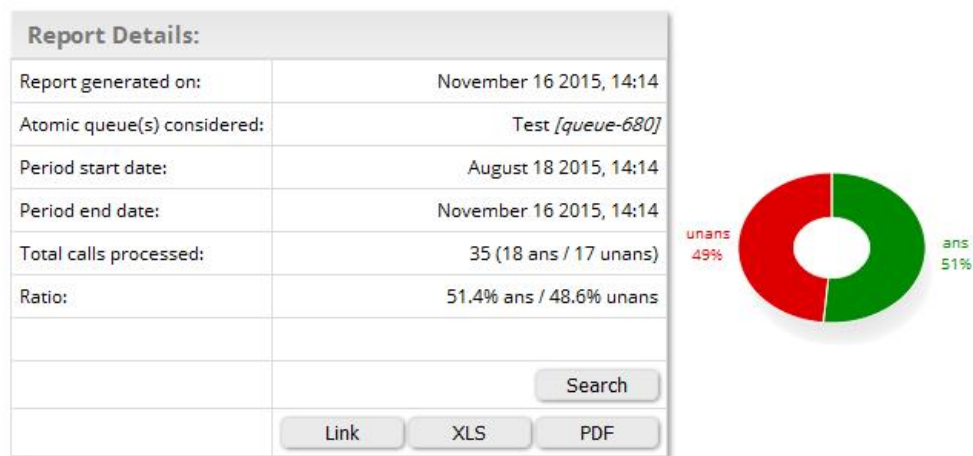 Report Details:
Report generated on: November 16 2015, 14:14
Atomic queue(s) considered: Test [queue-680]
Period start date: August 18 2015, 14:14
Period end date: November 16 2015, 14:14
Total calls processed: 35 (18 ans / 17 unans)
Ratio: 51.4% ans / 48.6% unans
Search
Link XLS PDF
unans
49%
ans
51%